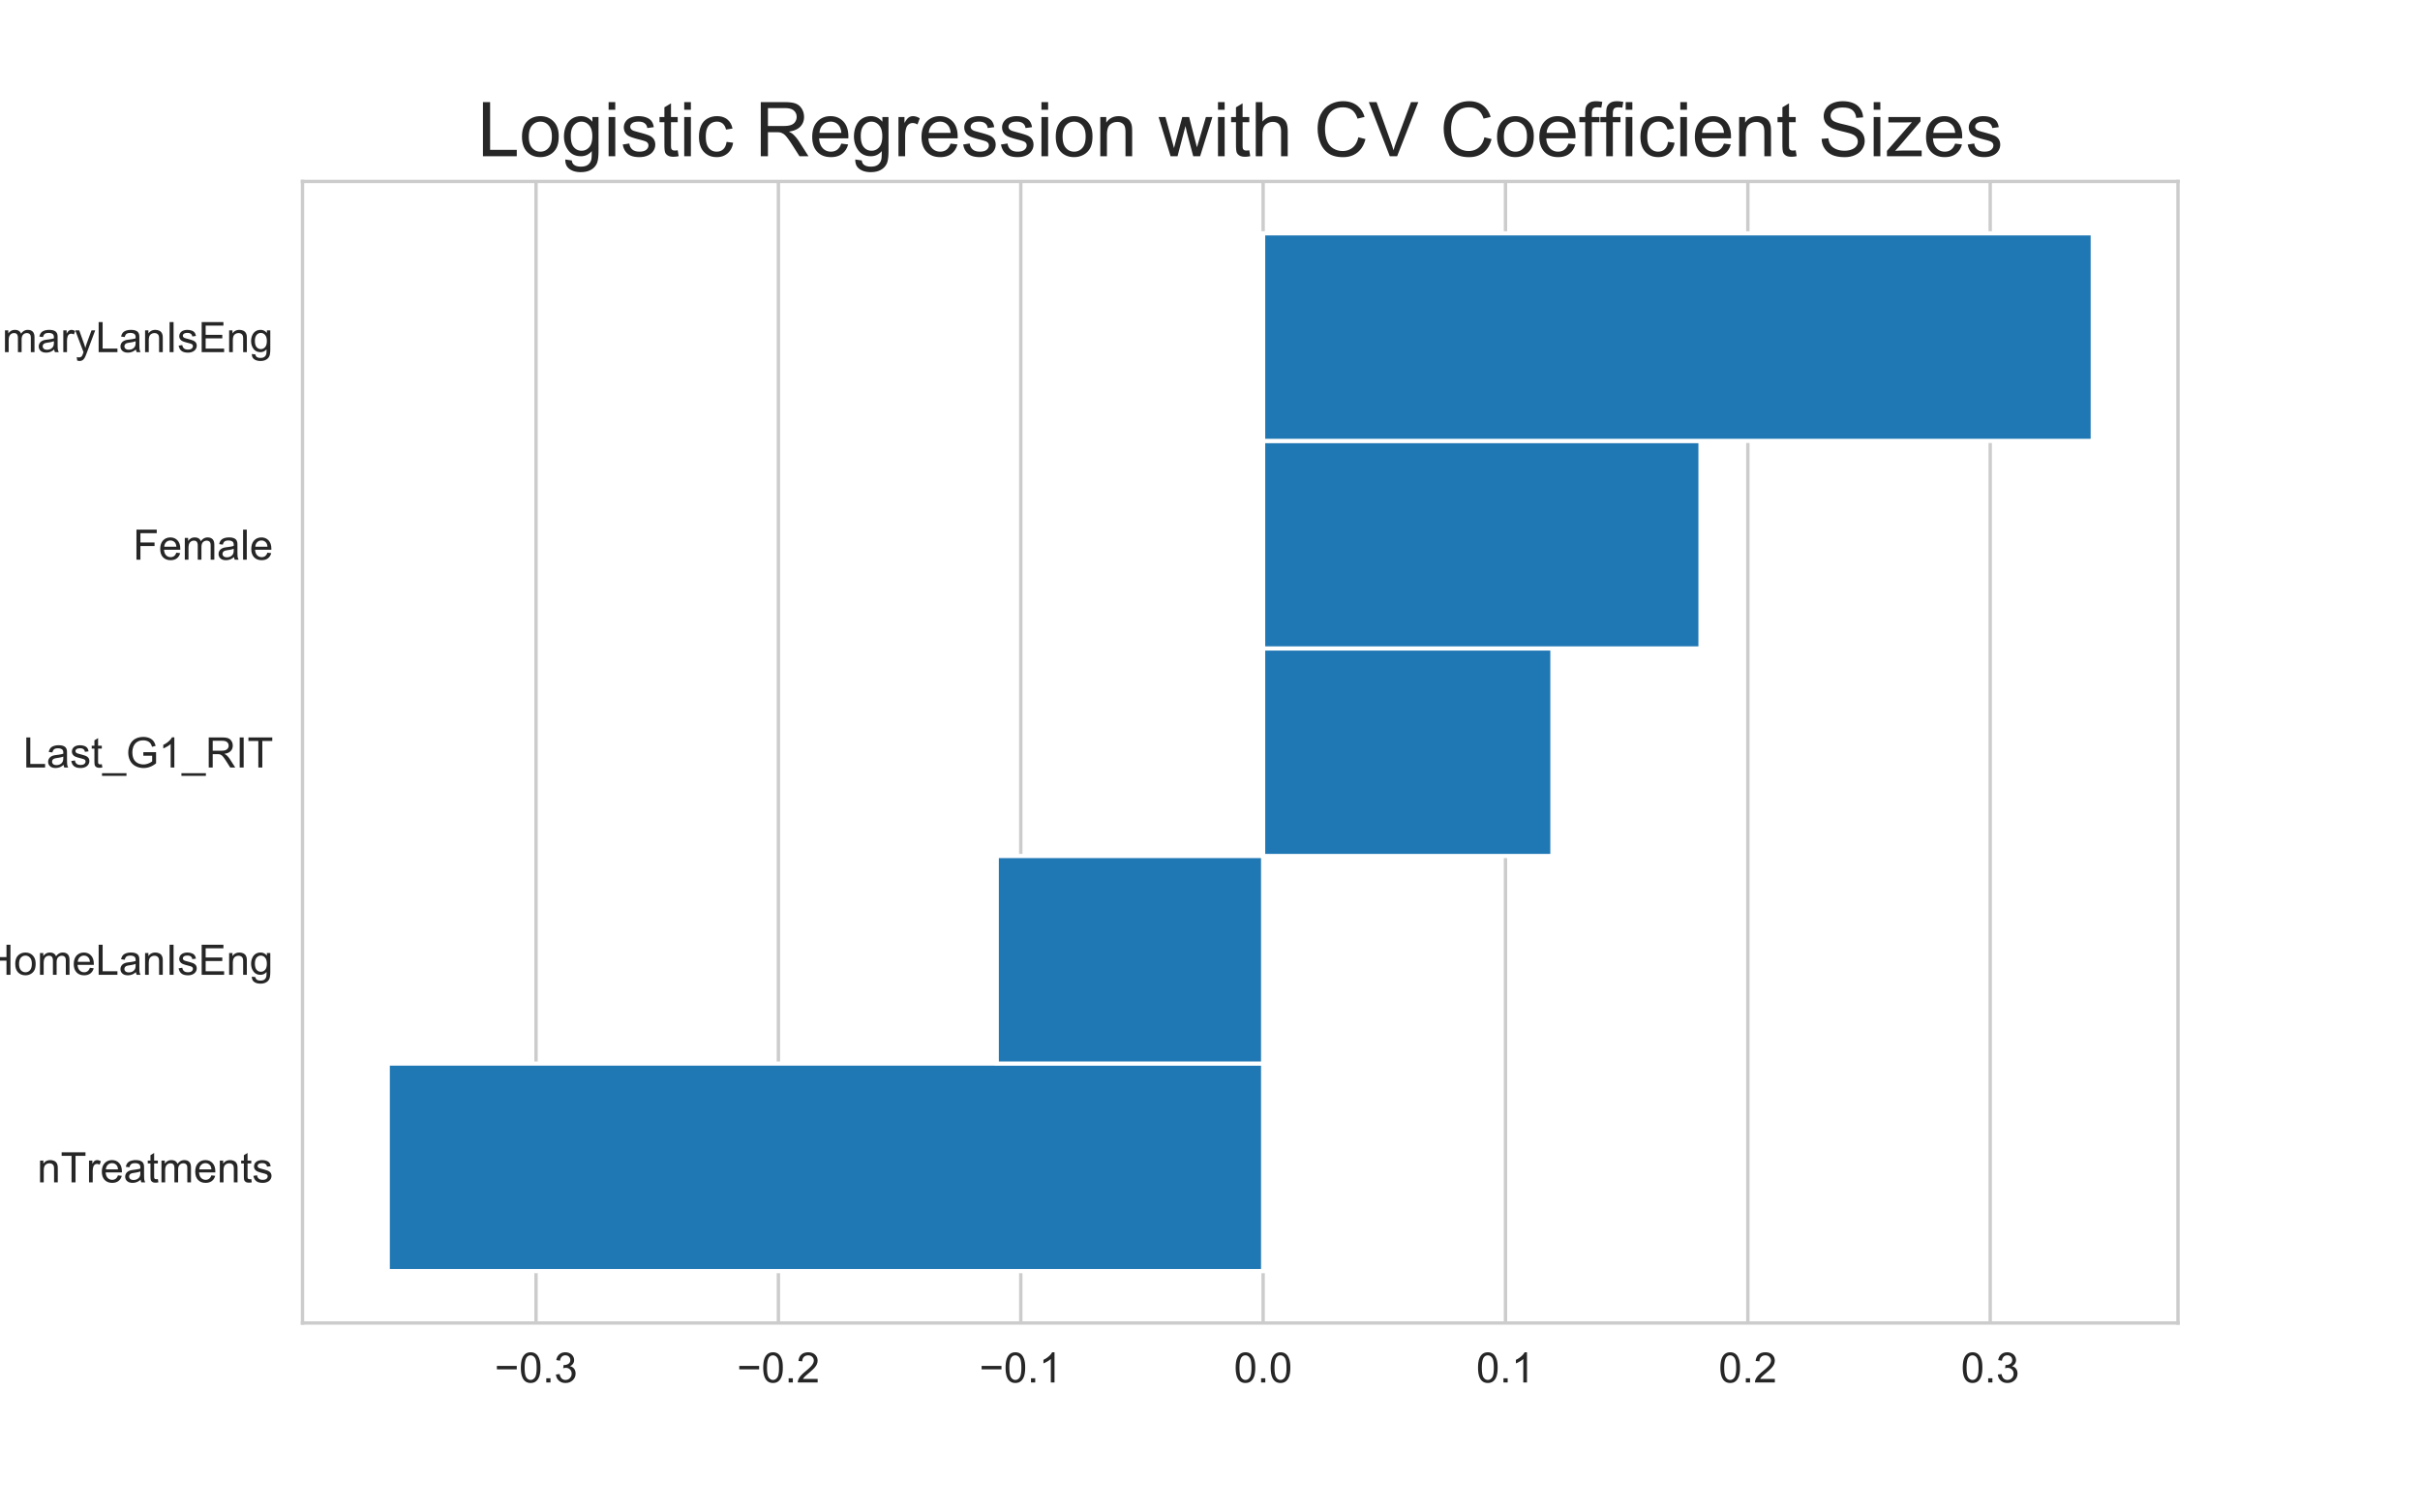 Logistic Regression with CV Coefficient Sizes
maryLanIsEng
Female
Last_G1_RIT
HomeLanIsEng
nTreatments
−0.3 −0.2 −0.1 0.0 0.1 0.2 0.3